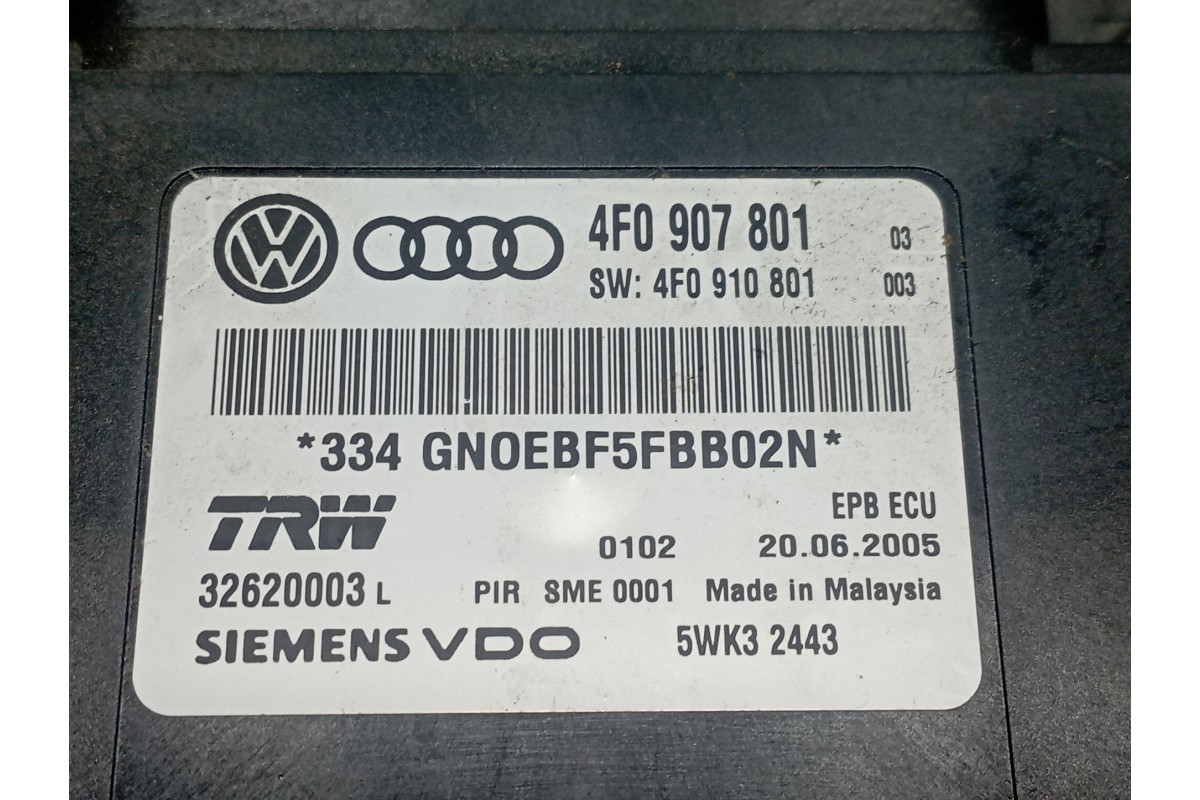 4F0 907 801 03
SW: 4F0 910 801 003
*334 GN0EBF5FBB02N*
TRW
EPB ECU
0102 20.06.2005
32620003 L PIR SME 0001 Made in Malaysia
SIEMENS VDO 5WK3 2443